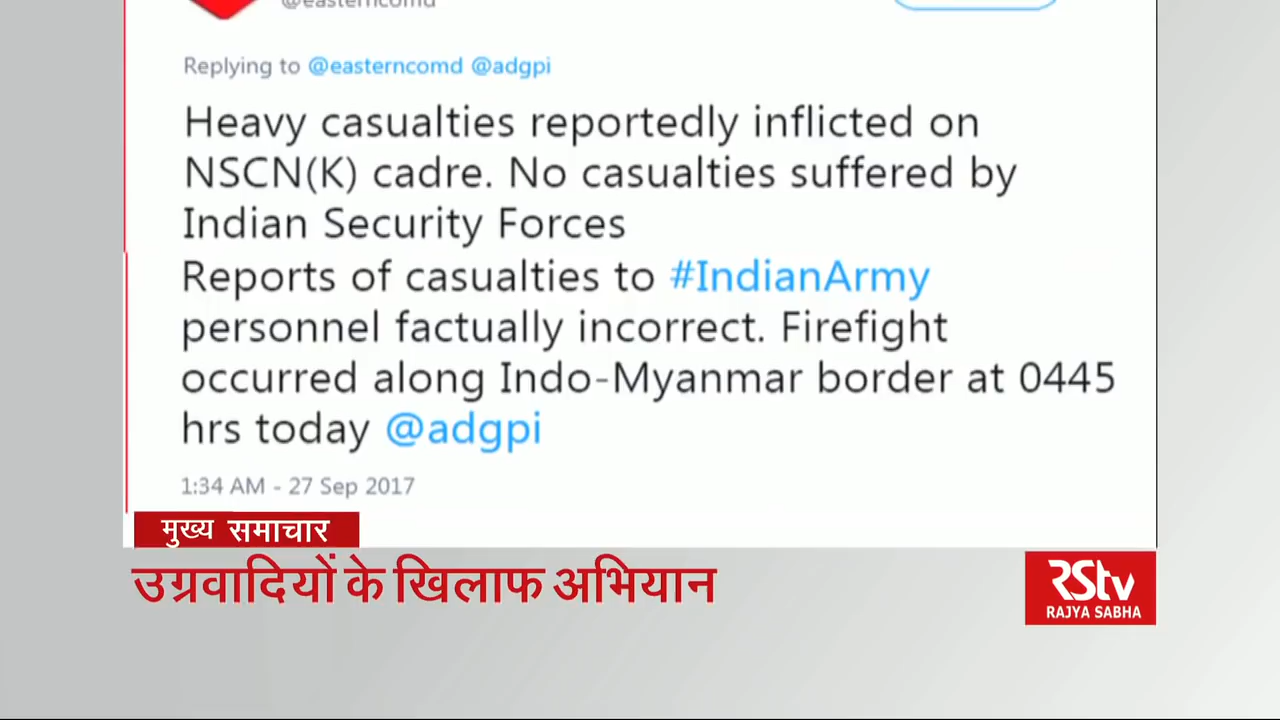 @easterncomd
Replying to @easterncomd @adgpi
Heavy casualties reportedly inflicted on
NSCN(K) cadre. No casualties suffered by
Indian Security Forces
Reports of casualties to #IndianArmy
personnel factually incorrect. Firefight
occurred along Indo-Myanmar border at 0445
hrs today @adgpi
1:34 AM - 27 Sep 2017
मुख्य समाचार
उग्रवादियों के खिलाफ अभियान
RStv
RAJYA SABHA